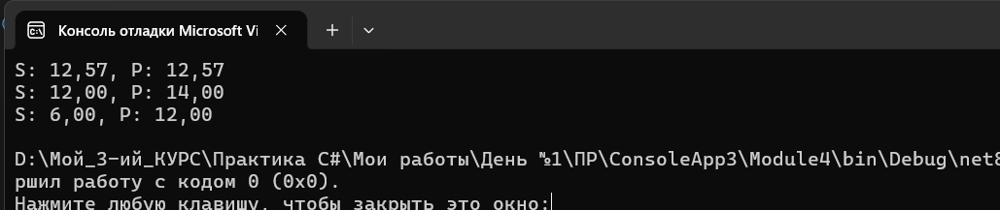 Консоль отладки Microsoft Vi
S: 12,57, P: 12,57
S: 12,00, P: 14,00
S: 6,00, P: 12,00
D:\Мой_3-ий_КУРС\Практика C#\Мои работы\День №1\ПР\ConsoleApp3\Module4\bin\Debug\net8
ршил работу с кодом 0 (0x0).
Нажмите любую клавишу, чтобы закрыть это окно: